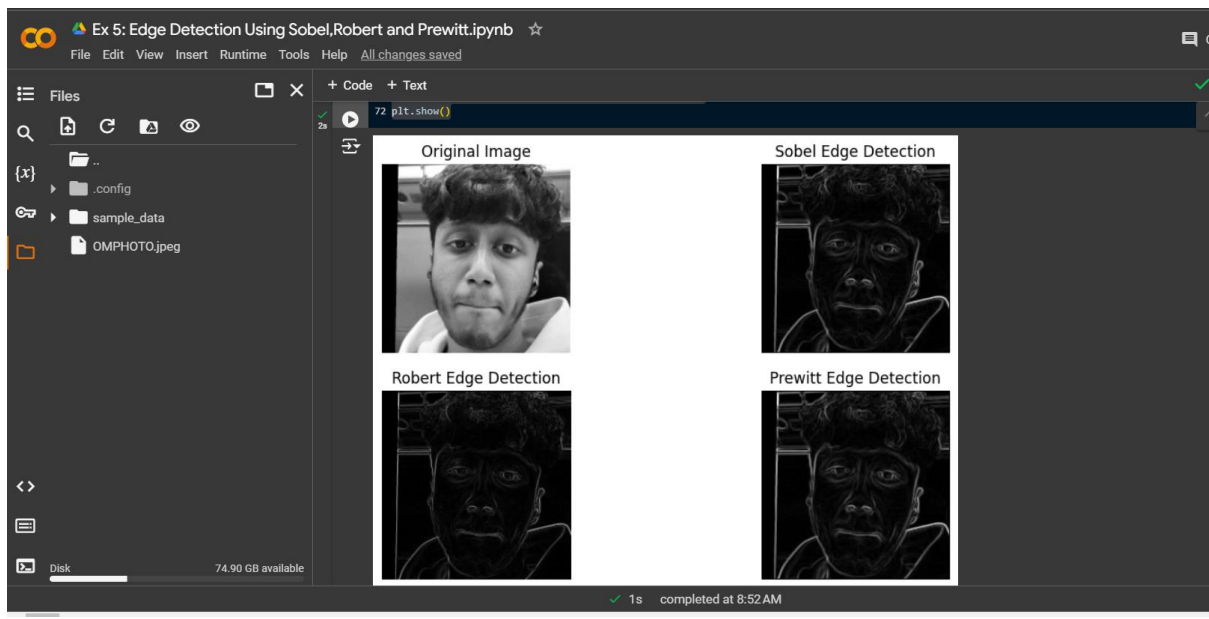 Ex 5: Edge Detection Using Sobel,Robert and Prewitt.ipynb
File Edit View Insert Runtime Tools Help All changes saved
Files
+ Code + Text
{x}
..
.config
sample_data
OMPHOTO.jpeg
Disk 74.90 GB available
2s
72 plt.show()
Original Image Sobel Edge Detection
Robert Edge Detection Prewitt Edge Detection
1s completed at 8:52 AM